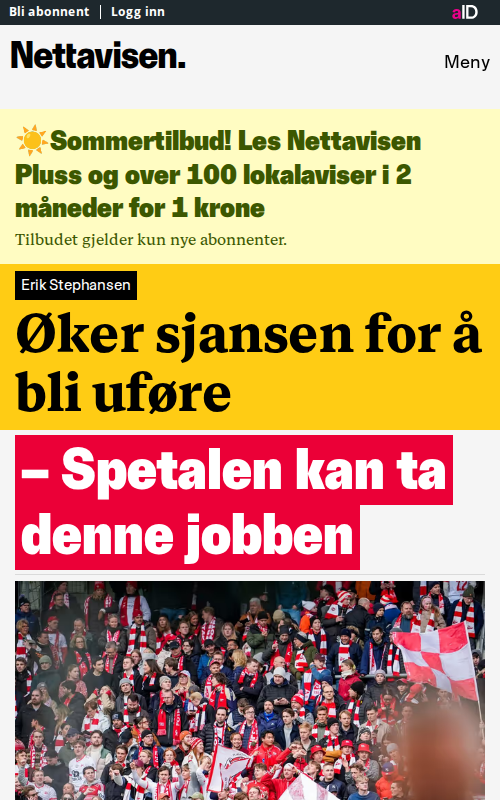 Bli abonnent | Logg inn
aID
Nettavisen.
Meny
☀️Sommertilbud! Les Nettavisen
Pluss og over 100 lokalaviser i 2
måneder for 1 krone
Tilbudet gjelder kun nye abonnenter.
Erik Stephansen
Øker sjansen for å
bli uføre
– Spetalen kan ta
denne jobben